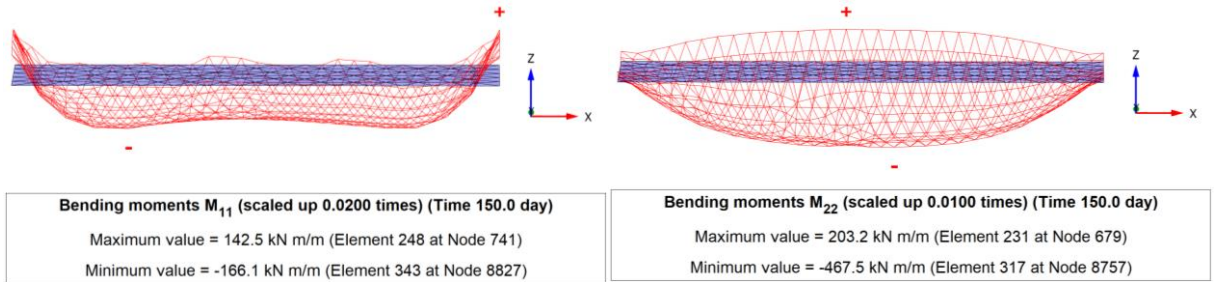 +
Z
X
-
Bending moments M11 (scaled up 0.0200 times) (Time 150.0 day)
Maximum value = 142.5 kN m/m (Element 248 at Node 741)
Minimum value = -166.1 kN m/m (Element 343 at Node 8827)
+
Z
X
-
Bending moments M22 (scaled up 0.0100 times) (Time 150.0 day)
Maximum value = 203.2 kN m/m (Element 231 at Node 679)
Minimum value = -467.5 kN m/m (Element 317 at Node 8757)